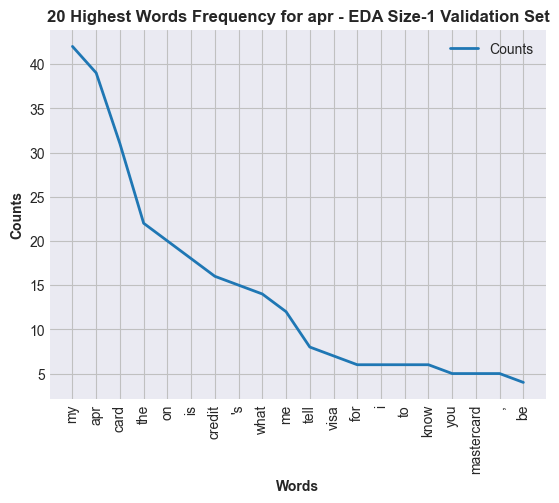 20 Highest Words Frequency for apr - EDA Size-1 Validation Set
Counts
Counts
40
35
30
25
20
15
10
5
my
apr
card
the
on
is
credit
's
what
me
tell
visa
for
i
to
know
you
mastercard
,
be
Words